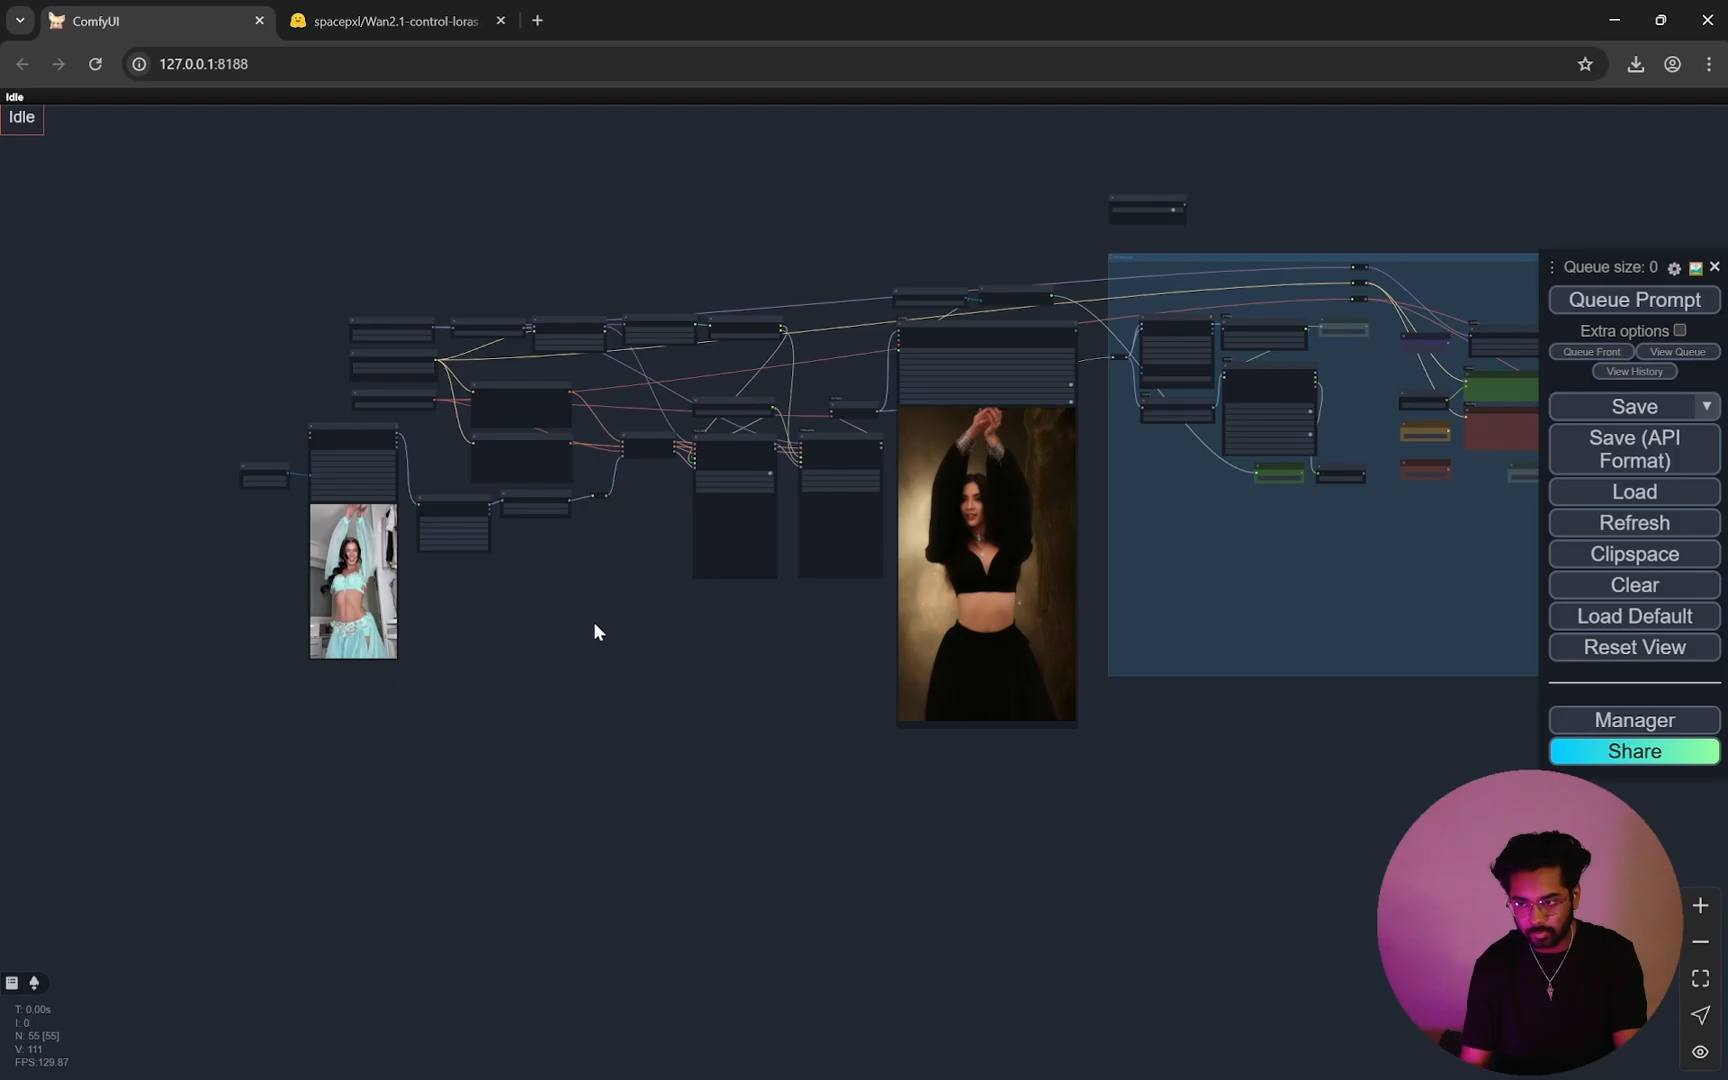 ComfyUI
spacepxl/Wan2.1-control-loras
127.0.0.1:8188
Idle
Idle
Queue size: 0
Queue Prompt
Extra options
Queue Front
View Queue
View History
Save
Save (API
Format)
Load
Refresh
Clipspace
Clear
Load Default
Reset View
Manager
Share
T: 0.00s
I: 0
N: 55 [55]
V: 111
FPS:129.87